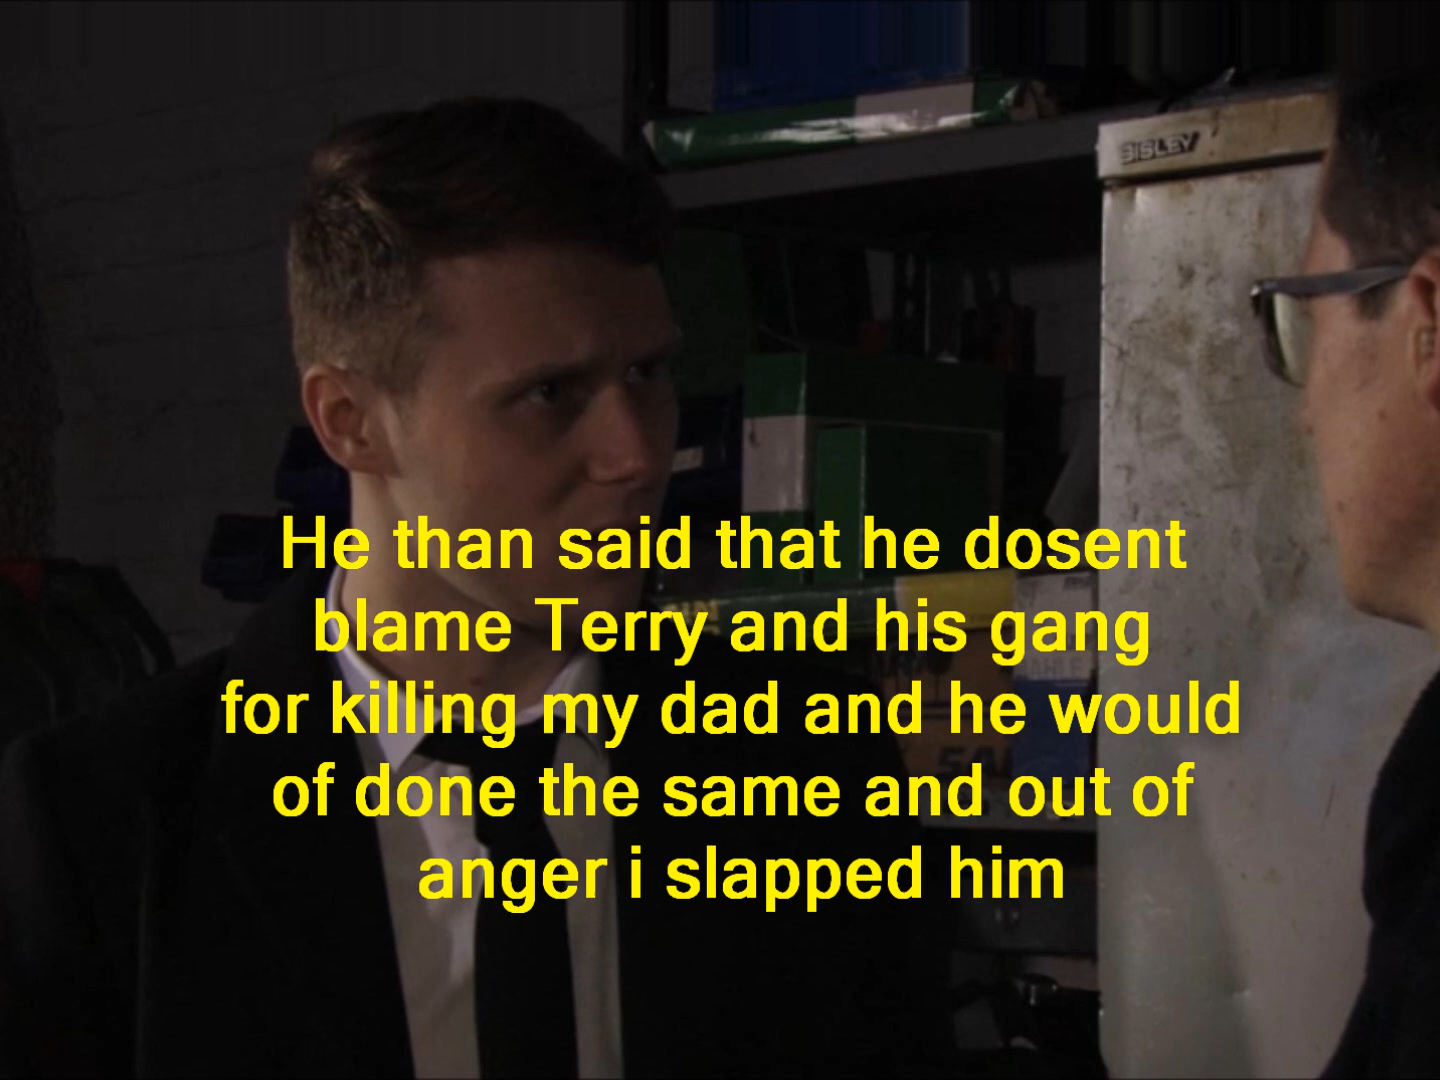 BISLEY
He than said that he dosent
blame Terry and his gang
for killing my dad and he would
of done the same and out of
anger i slapped him